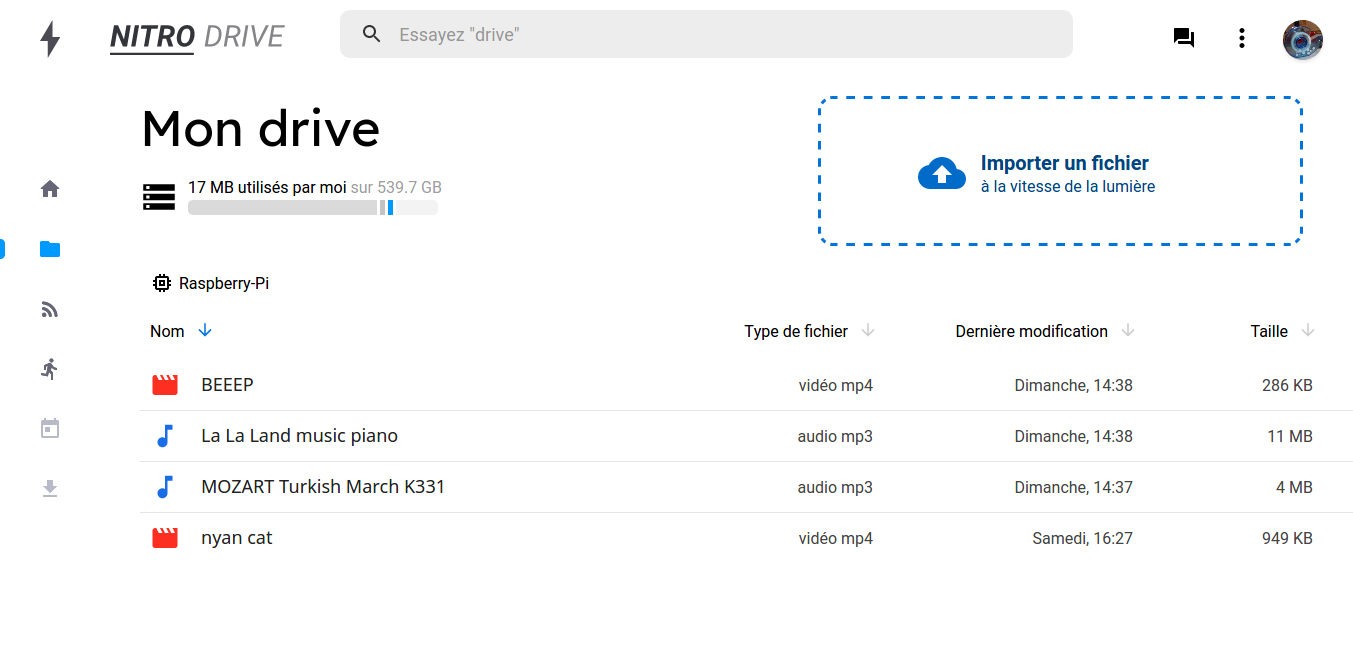 NITRO DRIVE
Essayez "drive"
Mon drive
17 MB utilisés par moi sur 539.7 GB
Importer un fichier
à la vitesse de la lumière
Raspberry-Pi
Nom Type de fichier Dernière modification Taille
BEEEP vidéo mp4 Dimanche, 14:38 286 KB
La La Land music piano audio mp3 Dimanche, 14:38 11 MB
MOZART Turkish March K331 audio mp3 Dimanche, 14:37 4 MB
nyan cat vidéo mp4 Samedi, 16:27 949 KB